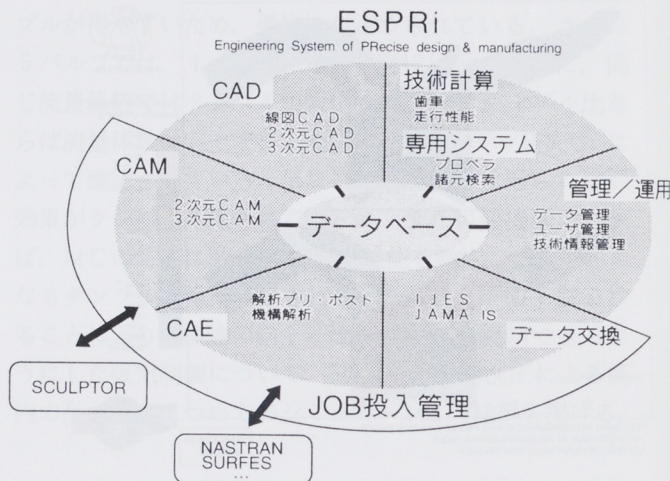 ESPRi
Engineering System of PRecise design & manufacturing
CAD
線図CAD
2次元CAD
3次元CAD
技術計算
歯車
走行性能
専用システム
プロペラ
諸元検索
CAM
2次元CAM
3次元CAM
データベース
管理/運用
データ管理
ユーザ管理
技術情報管理
CAE
解析プリ・ポスト
機構解析
IJES
JAMA IS
データ交換
SCULPTOR
JOB投入管理
NASTRAN
SURFES
…